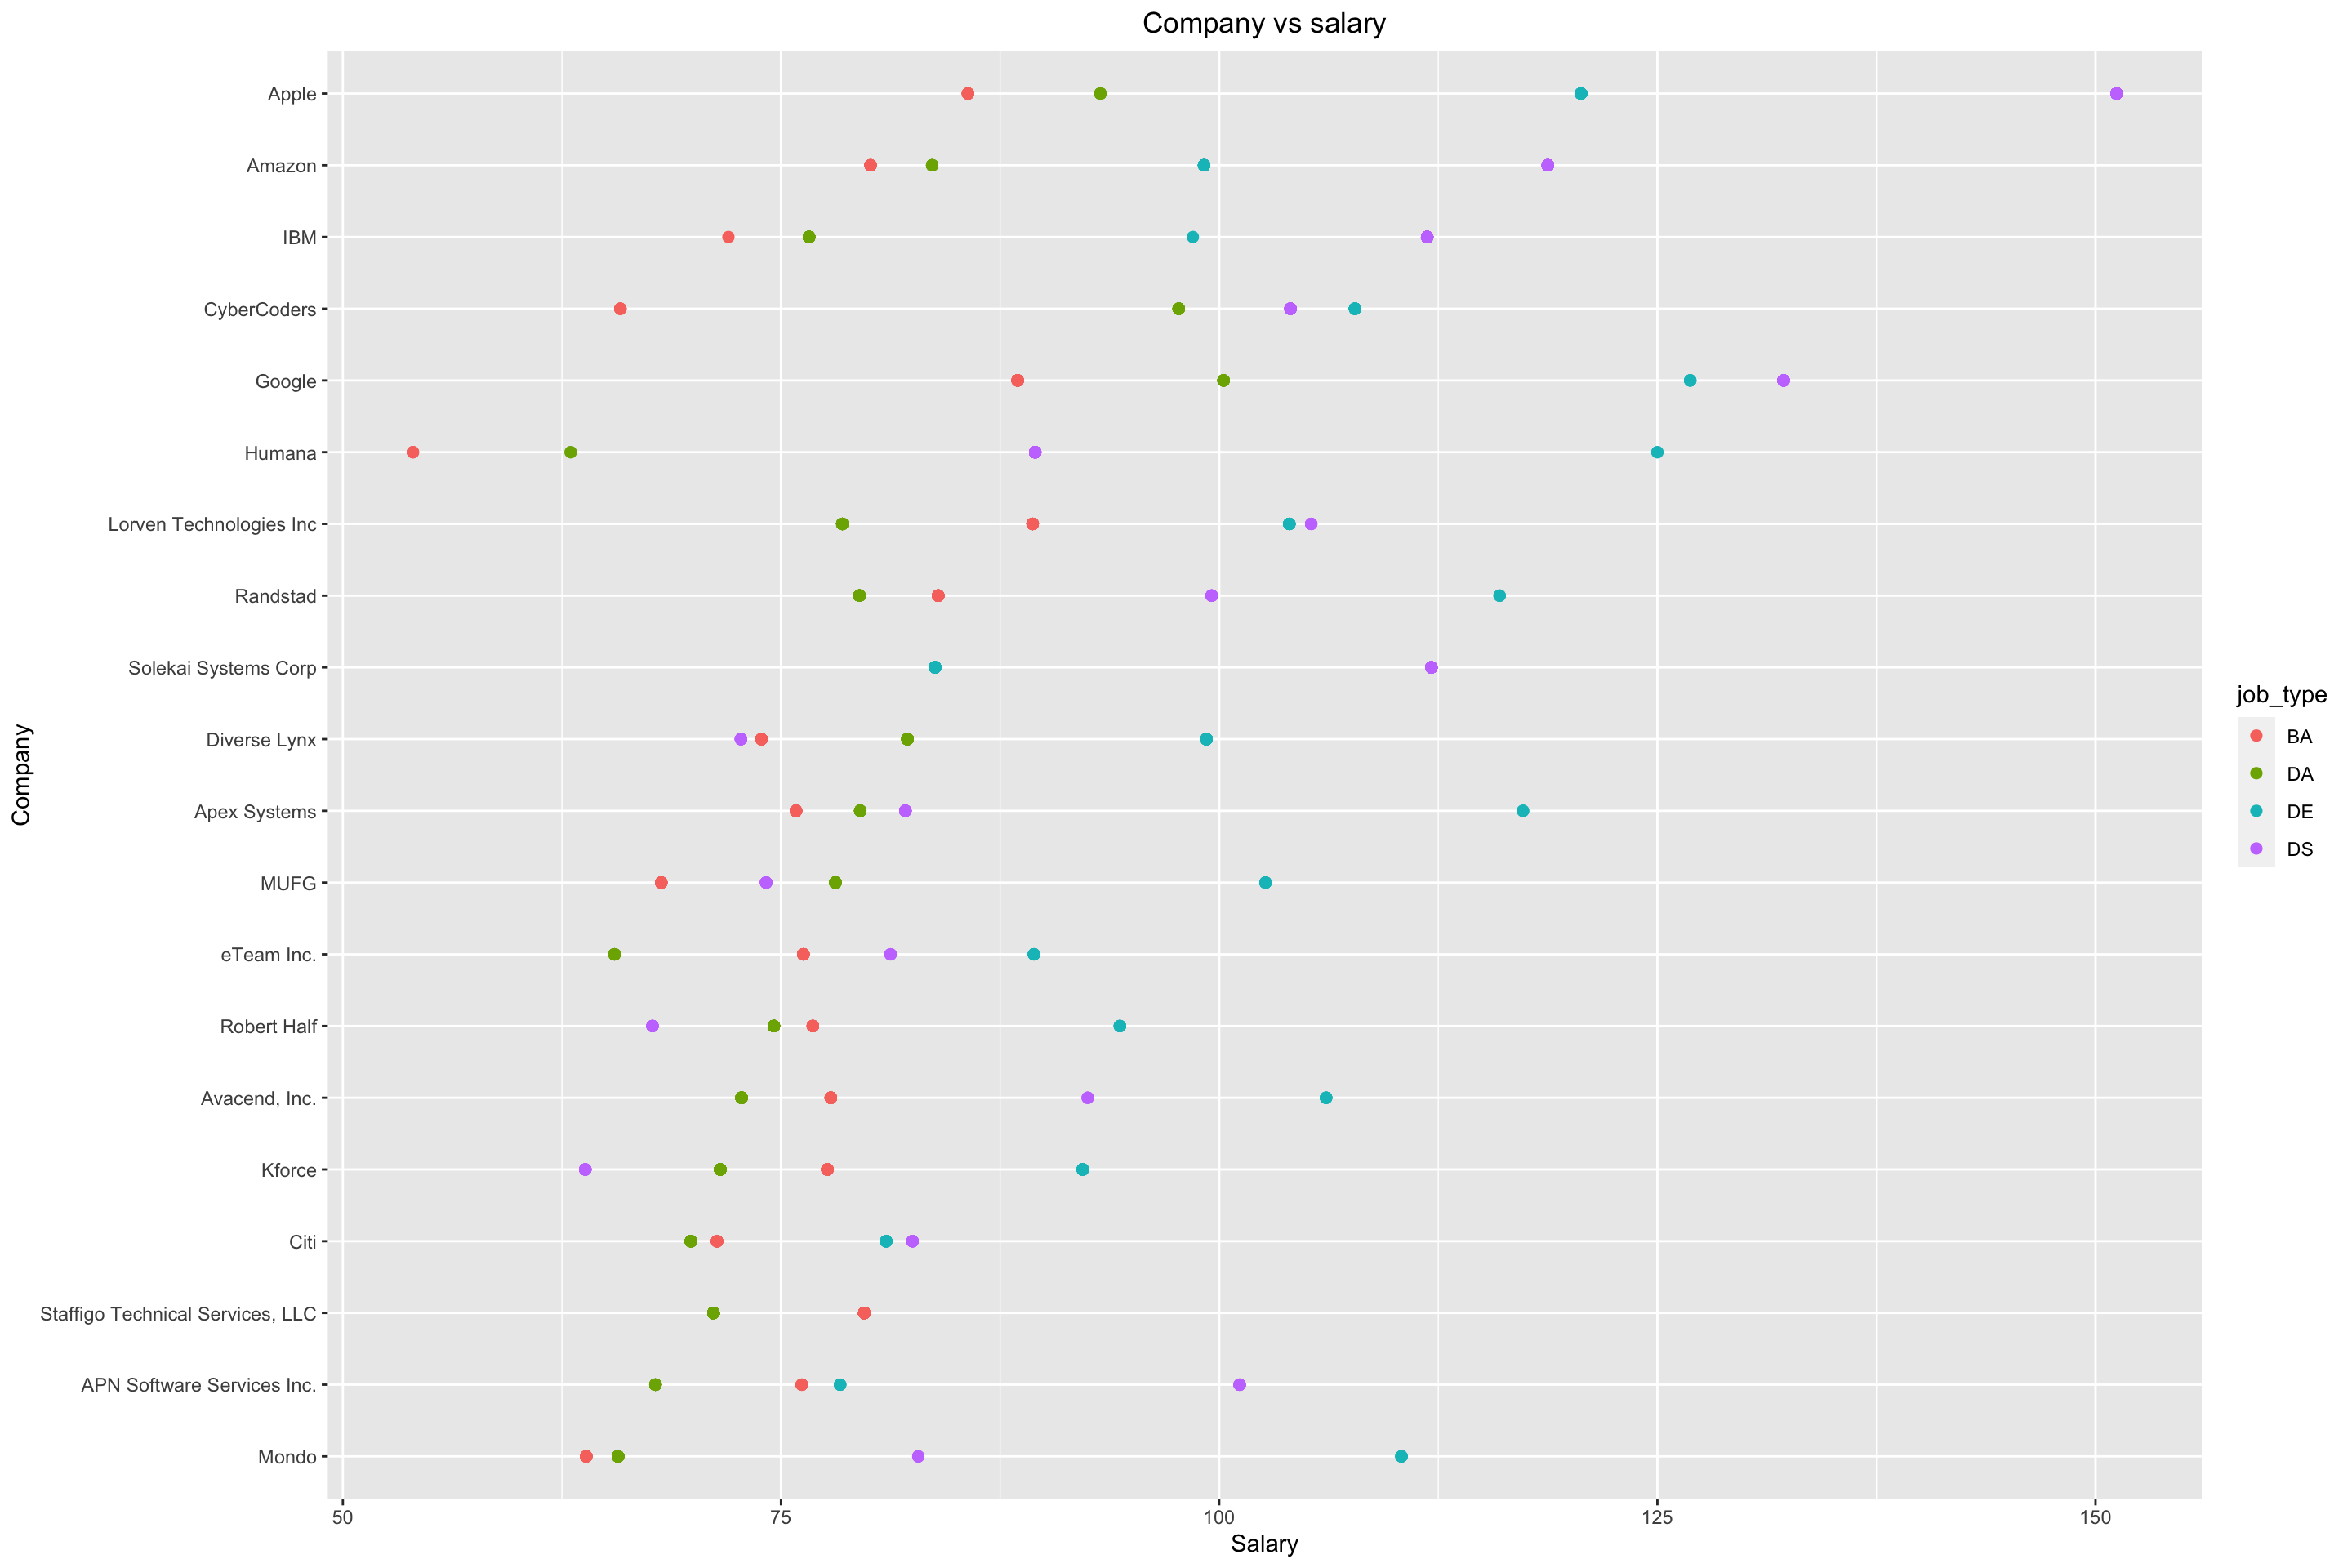 Company vs salary
Apple
Amazon
IBM
CyberCoders
Google
Humana
Lorven Technologies Inc
Randstad
Solekai Systems Corp
Diverse Lynx
Apex Systems
MUFG
eTeam Inc.
Robert Half
Avacend, Inc.
Kforce
Citi
Staffigo Technical Services, LLC
APN Software Services Inc.
Mondo
Company
50 75 100 125 150
Salary
job_type
BA
DA
DE
DS